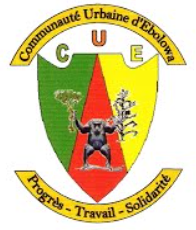 Communauté Urbaine d'Ebolowa
C U E
Progrès - Travail - Solidarité